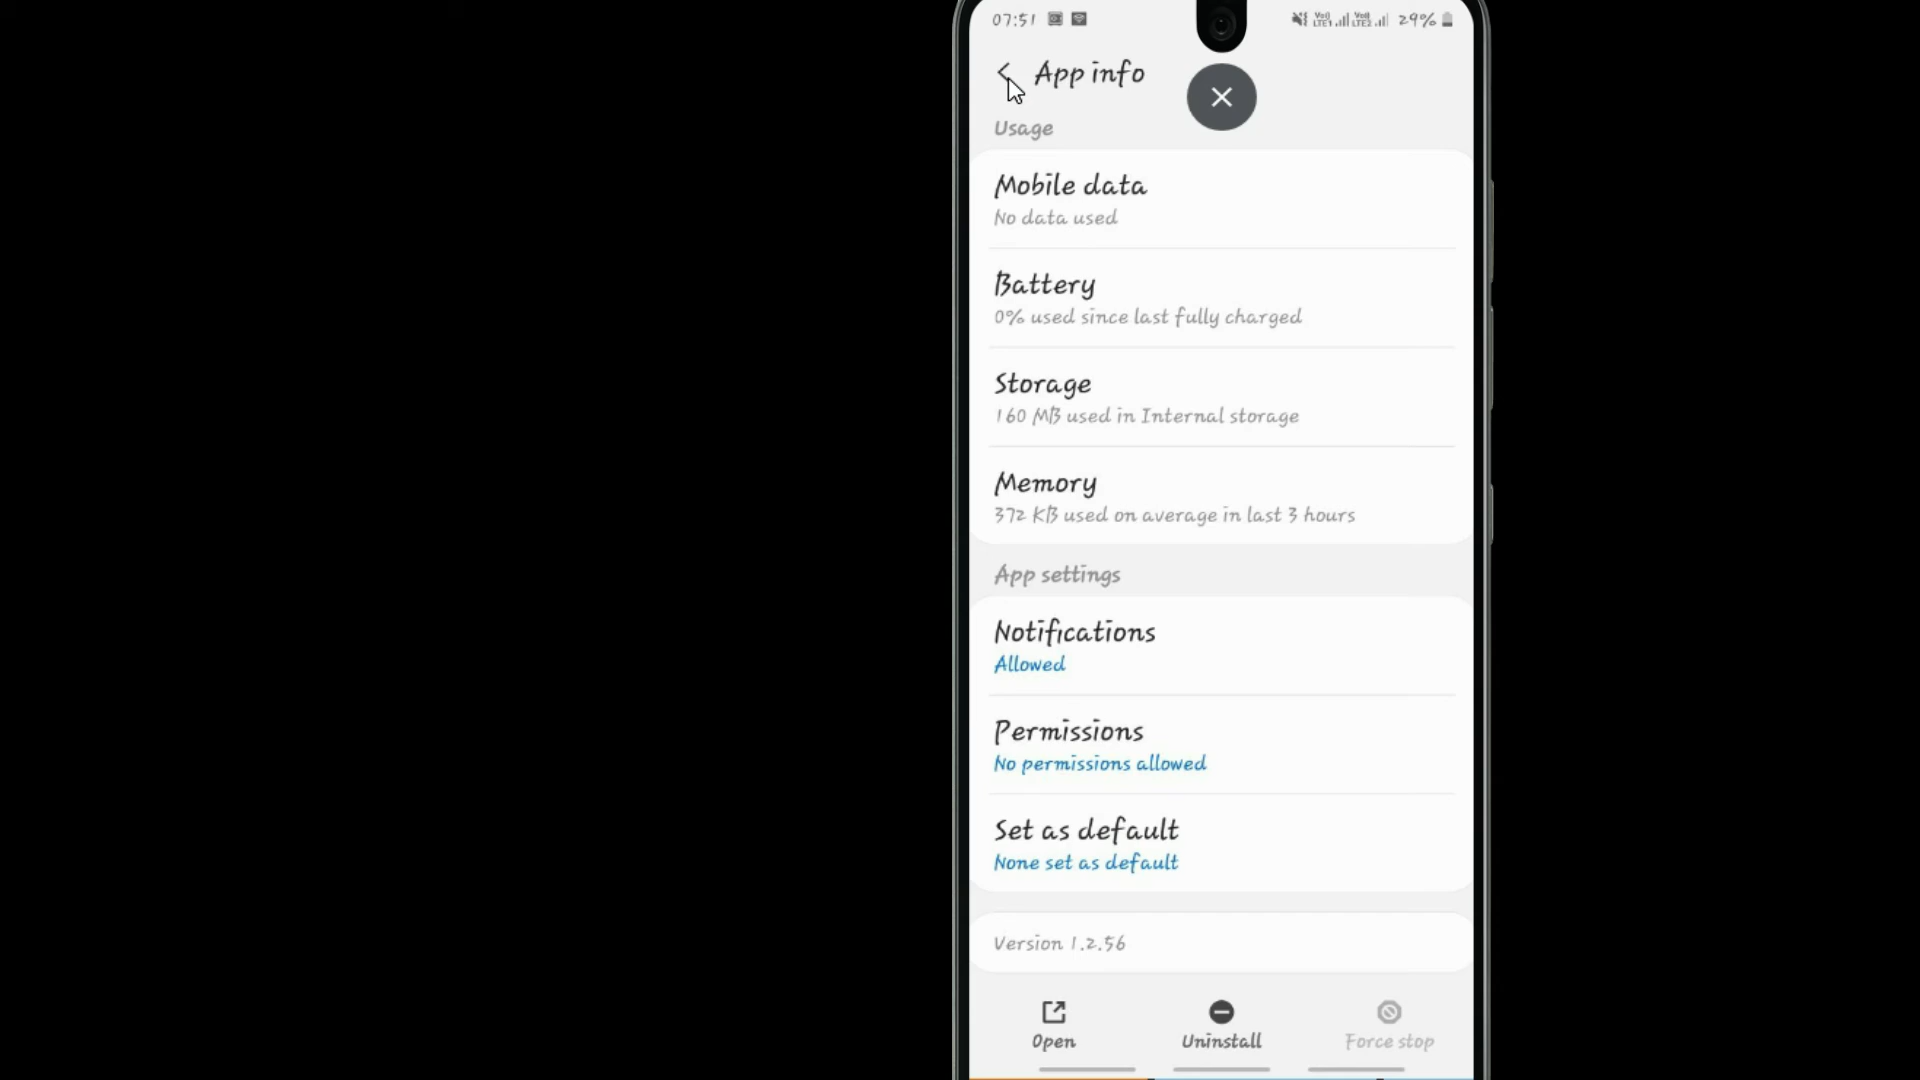 07:51 29%
App info
Usage
Mobile data
No data used
Battery
0% used since last fully charged
Storage
160 MB used in Internal storage
Memory
372 KB used on average in last 3 hours
App settings
Notifications
Allowed
Permissions
No permissions allowed
Set as default
None set as default
Version 1.2.56
Open Uninstall Force stop